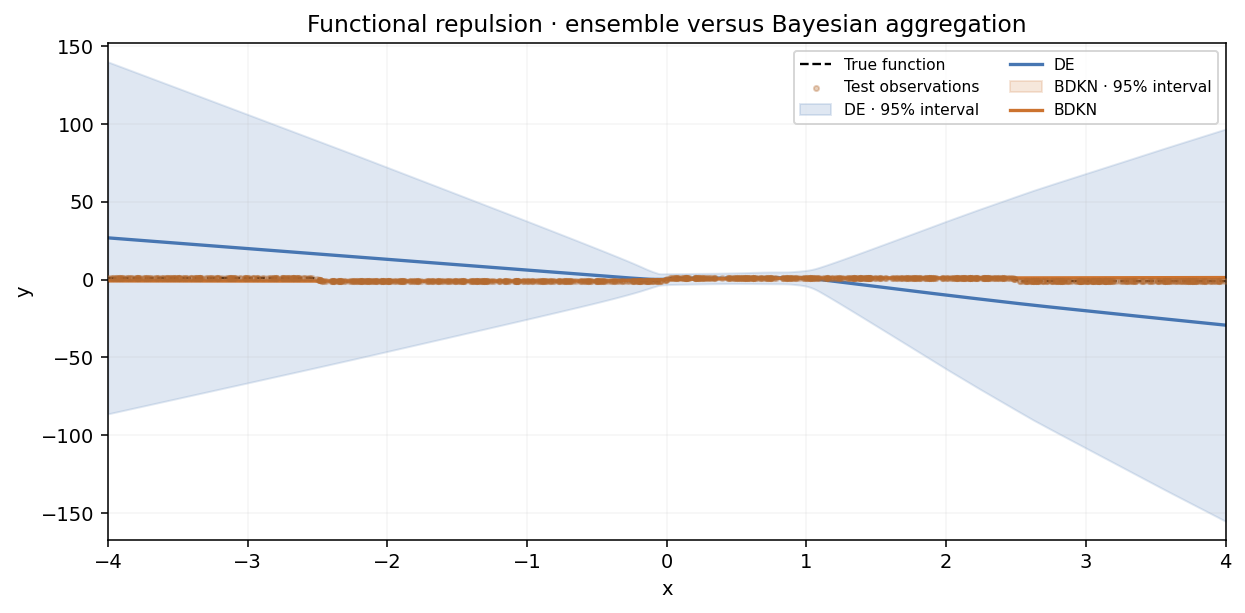 Functional repulsion · ensemble versus Bayesian aggregation
150
100
50
0
−50
−100
−150
y
True function
Test observations
DE · 95% interval
DE
BDKN · 95% interval
BDKN
−4
−3
−2
−1
0
1
2
3
4
x